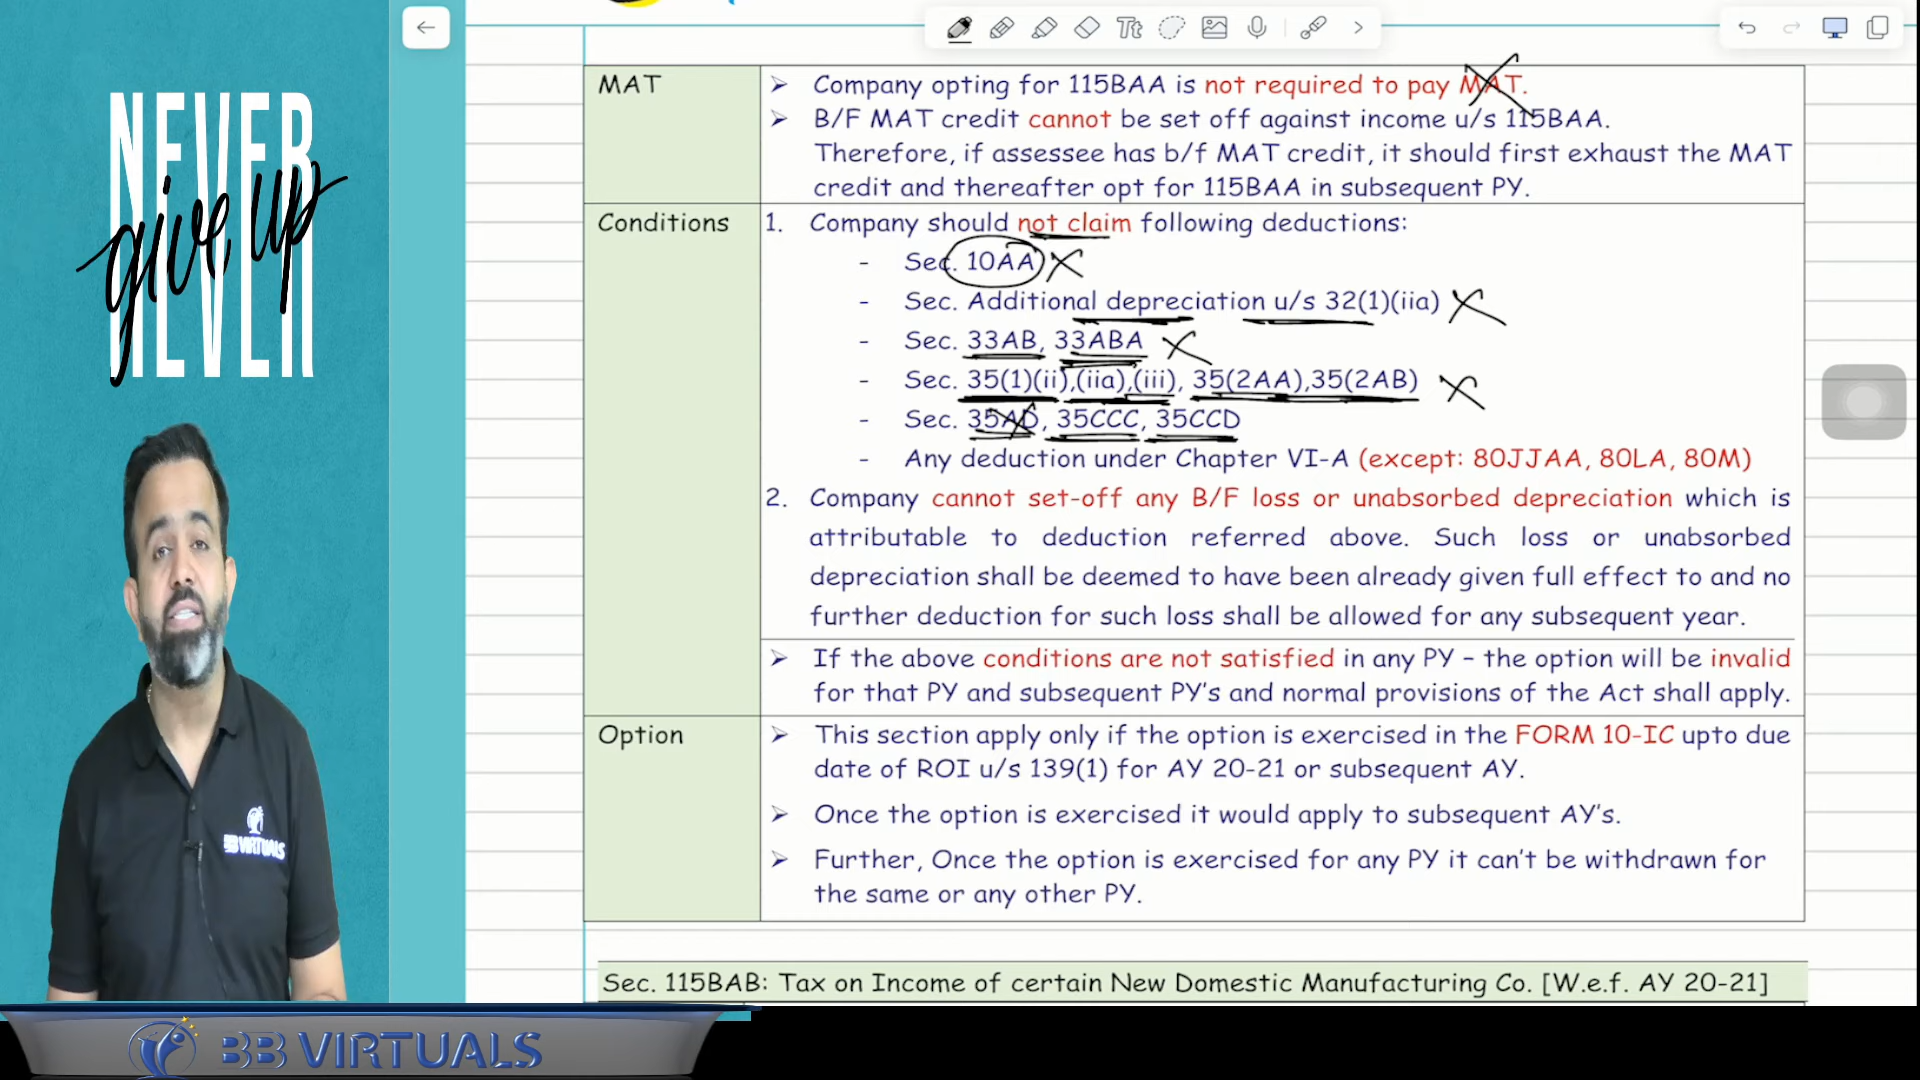 NEVER
give up
NEVER
BB VIRTUALS
MAT
➢ Company opting for 115BAA is not required to pay MAT.
➢ B/F MAT credit cannot be set off against income u/s 115BAA.
Therefore, if assessee has b/f MAT credit, it should first exhaust the MAT
credit and thereafter opt for 115BAA in subsequent PY.
Conditions
1. Company should not claim following deductions:
- Sec. 10AA
- Sec. Additional depreciation u/s 32(1)(iia)
- Sec. 33AB, 33ABA
- Sec. 35(1)(ii),(iia),(iii), 35(2AA),35(2AB)
- Sec. 35AD, 35CCC, 35CCD
- Any deduction under Chapter VI-A (except: 80JJAA, 80LA, 80M)
2. Company cannot set-off any B/F loss or unabsorbed depreciation which is
attributable to deduction referred above. Such loss or unabsorbed
depreciation shall be deemed to have been already given full effect to and no
further deduction for such loss shall be allowed for any subsequent year.
➢ If the above conditions are not satisfied in any PY – the option will be invalid
for that PY and subsequent PY's and normal provisions of the Act shall apply.
Option
➢ This section apply only if the option is exercised in the FORM 10-IC upto due
date of ROI u/s 139(1) for AY 20-21 or subsequent AY.
➢ Once the option is exercised it would apply to subsequent AY's.
➢ Further, Once the option is exercised for any PY it can't be withdrawn for
the same or any other PY.
Sec. 115BAB: Tax on Income of certain New Domestic Manufacturing Co. [W.e.f. AY 20-21]
BB VIRTUALS